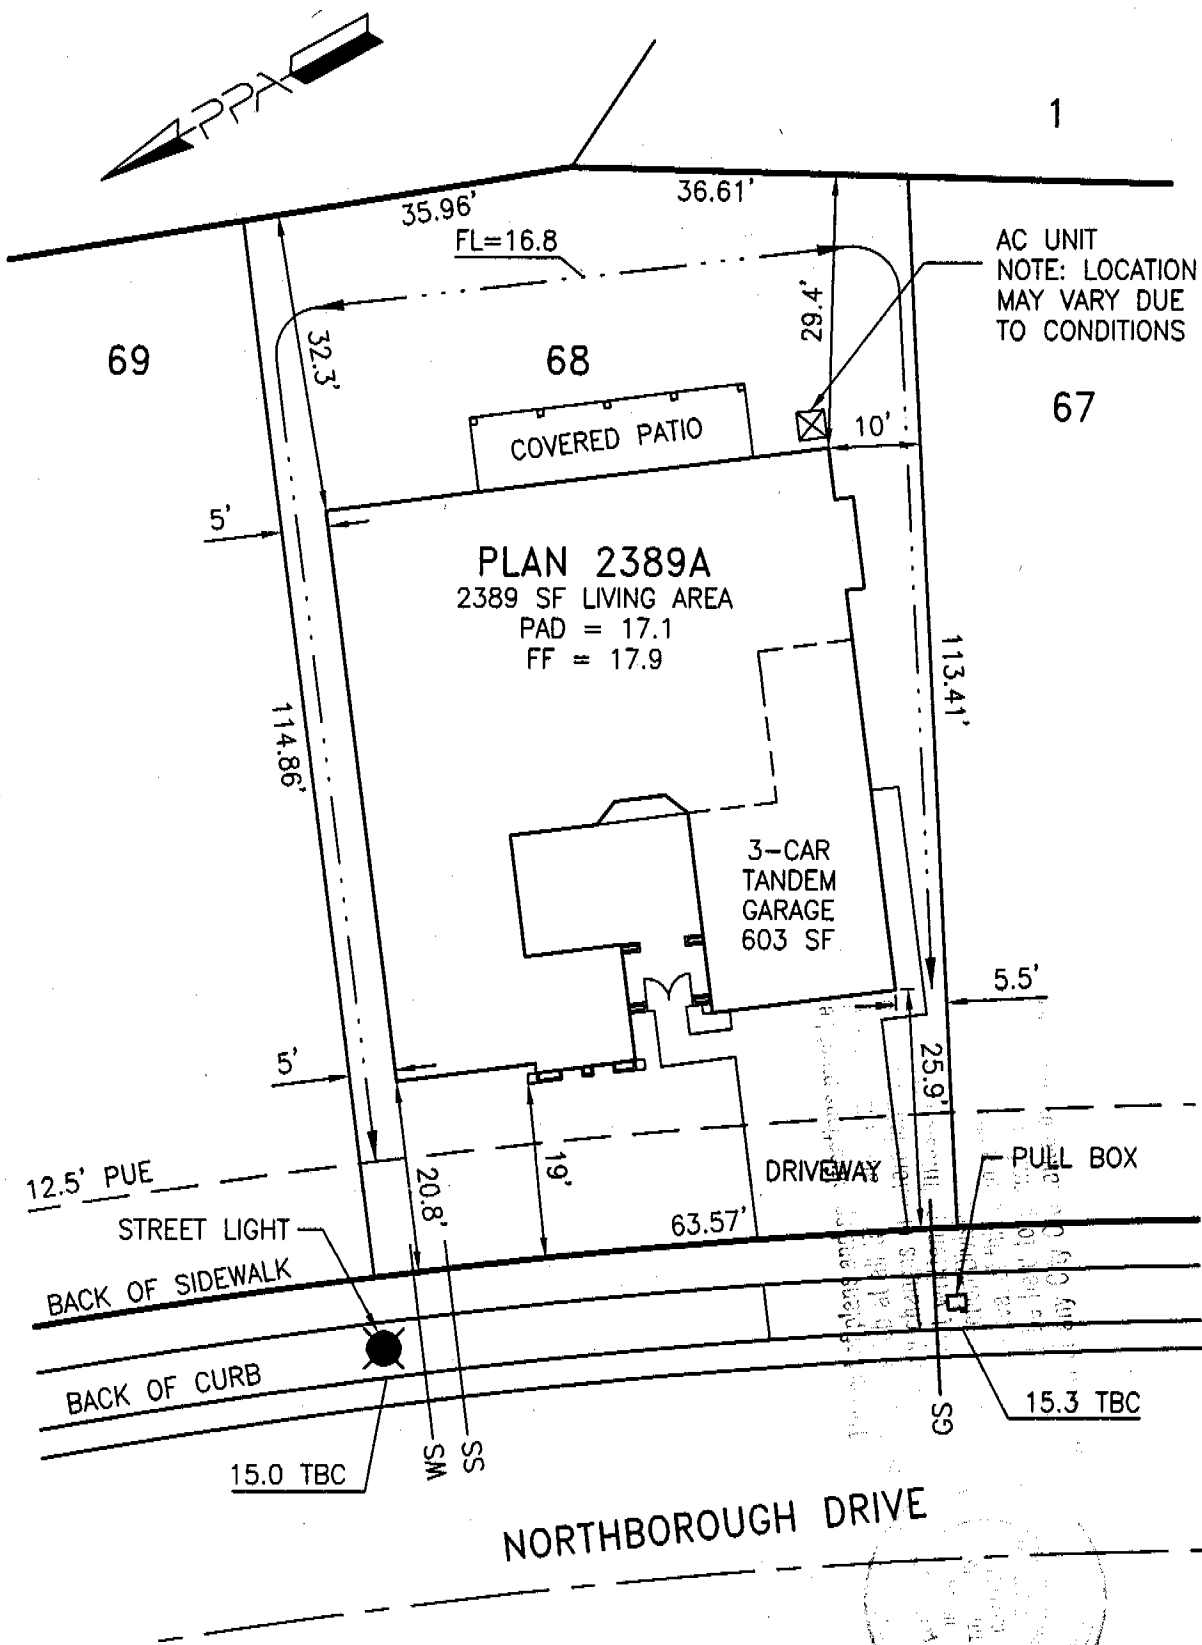 PPA
1
35.96'
36.61'
FL=16.8
AC UNIT
NOTE: LOCATION
MAY VARY DUE
TO CONDITIONS
29.4'
32.3'
69
68
67
COVERED PATIO
10'
5'
PLAN 2389A
2389 SF LIVING AREA
PAD = 17.1
FF = 17.9
113.41'
114.86'
3-CAR
TANDEM
GARAGE
603 SF
5.5'
5'
25.9'
12.5' PUE
20.8'
19'
DRIVEWAY
PULL BOX
STREET LIGHT
63.57'
BACK OF SIDEWALK
BACK OF CURB
15.3 TBC
GS
15.0 TBC
SS
NORTHBOROUGH DRIVE